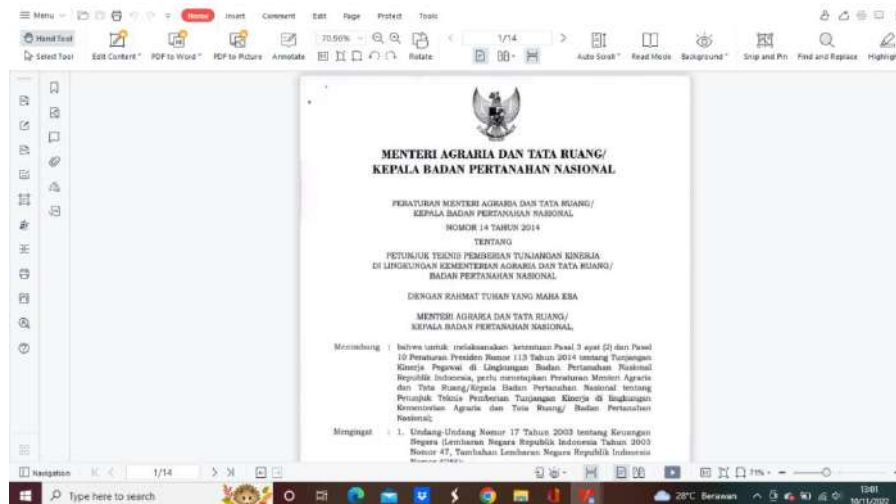 Menu
Home
Insert
Comment
Edit
Page
Protect
Tools
Hand Tool
Select Tool
Edit Content
PDF to Word
PDF to Picture
Annotate
70.56%
Rotate
1/14
Auto Scroll
Read Mode
Background
Snip and Pin
Find and Replace
Highlight
MENTERI AGRARIA DAN TATA RUANG/
KEPALA BADAN PERTANAHAN NASIONAL
PERATURAN MENTERI AGRARIA DAN TATA RUANG/
KEPALA BADAN PERTANAHAN NASIONAL
NOMOR 14 TAHUN 2014
TENTANG
PETUNJUK TEKNIS PEMBERIAN TUNJANGAN KINERJA
DI LINGKUNGAN KEMENTERIAN AGRARIA DAN TATA RUANG/
BADAN PERTANAHAN NASIONAL
DENGAN RAHMAT TUHAN YANG MAHA ESA
MENTERI AGRARIA DAN TATA RUANG/
KEPALA BADAN PERTANAHAN NASIONAL,
Menimbang : bahwa untuk melaksanakan ketentuan Pasal 3 ayat (2) dan Pasal
10 Peraturan Presiden Nomor 113 Tahun 2014 tentang Tunjangan
Kinerja Pegawai di Lingkungan Badan Pertanahan Nasional
Republik Indonesia, perlu menetapkan Peraturan Menteri Agraria
dan Tata Ruang/Kepala Badan Pertanahan Nasional tentang
Petunjuk Teknis Pemberian Tunjangan Kinerja di lingkungan
Kementerian Agraria dan Tata Ruang/ Badan Pertanahan
Nasional;
Mengingat : 1. Undang-Undang Nomor 17 Tahun 2003 tentang Keuangan
Negara (Lembaran Negara Republik Indonesia Tahun 2003
Nomor 47, Tambahan Lembaran Negara Republik Indonesia
Navigation
1/14
71%
Type here to search
28°C Berawan
13:01
10/11/2022